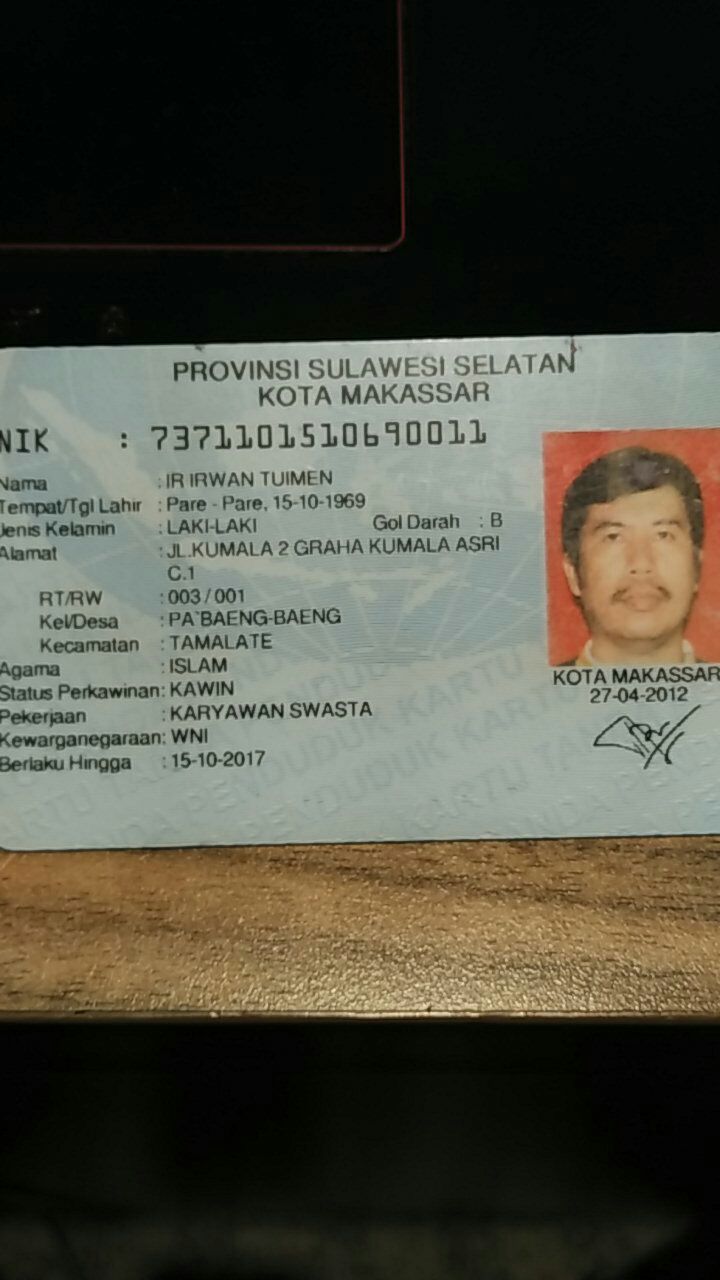 PROVINSI SULAWESI SELATAN
KOTA MAKASSAR
NIK : 7371101510690011
Nama : IR IRWAN TUIMEN
Tempat/Tgl Lahir : Pare - Pare, 15-10-1969
Jenis Kelamin : LAKI-LAKI Gol Darah : B
Alamat : JL.KUMALA 2 GRAHA KUMALA ASRI
C.1
RT/RW : 003 / 001
Kel/Desa : PA`BAENG-BAENG
Kecamatan : TAMALATE
Agama : ISLAM
Status Perkawinan: KAWIN
Pekerjaan : KARYAWAN SWASTA
Kewarganegaraan: WNI
Berlaku Hingga : 15-10-2017
KOTA MAKASSAR
27-04-2012